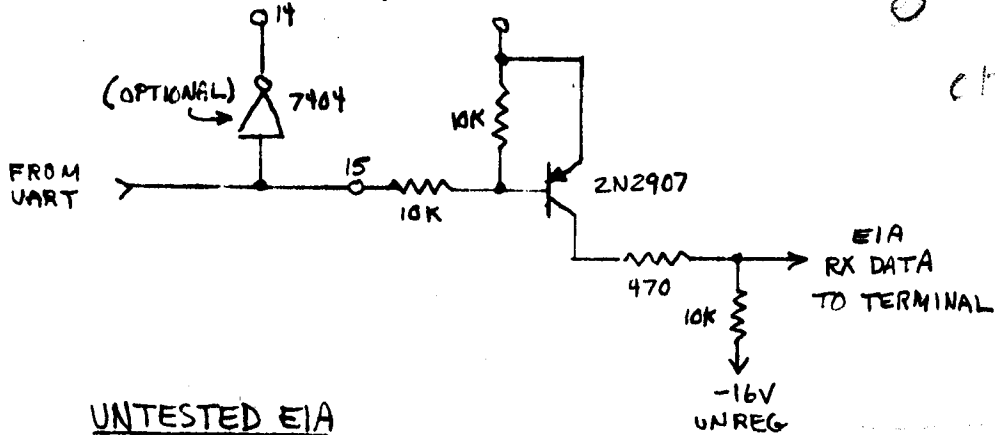 14
(OPTIONAL)
7404
10K
FROM
UART
15
10K
2N2907
EIA
RX DATA
TO TERMINAL
470
10K
-16V
UNREG
UNTESTED EIA